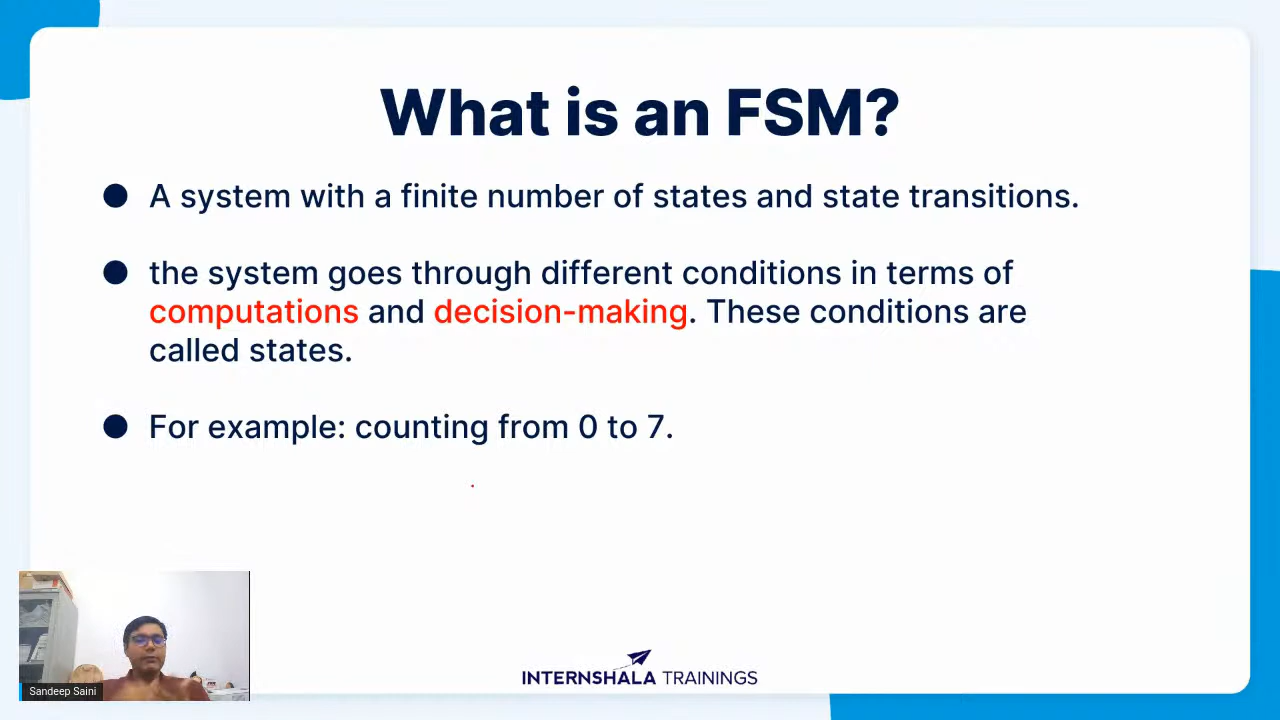 What is an FSM?
● A system with a finite number of states and state transitions.
● the system goes through different conditions in terms of
computations and decision-making. These conditions are
called states.
● For example: counting from 0 to 7.
Sandeep Saini
INTERNSHALA TRAININGS